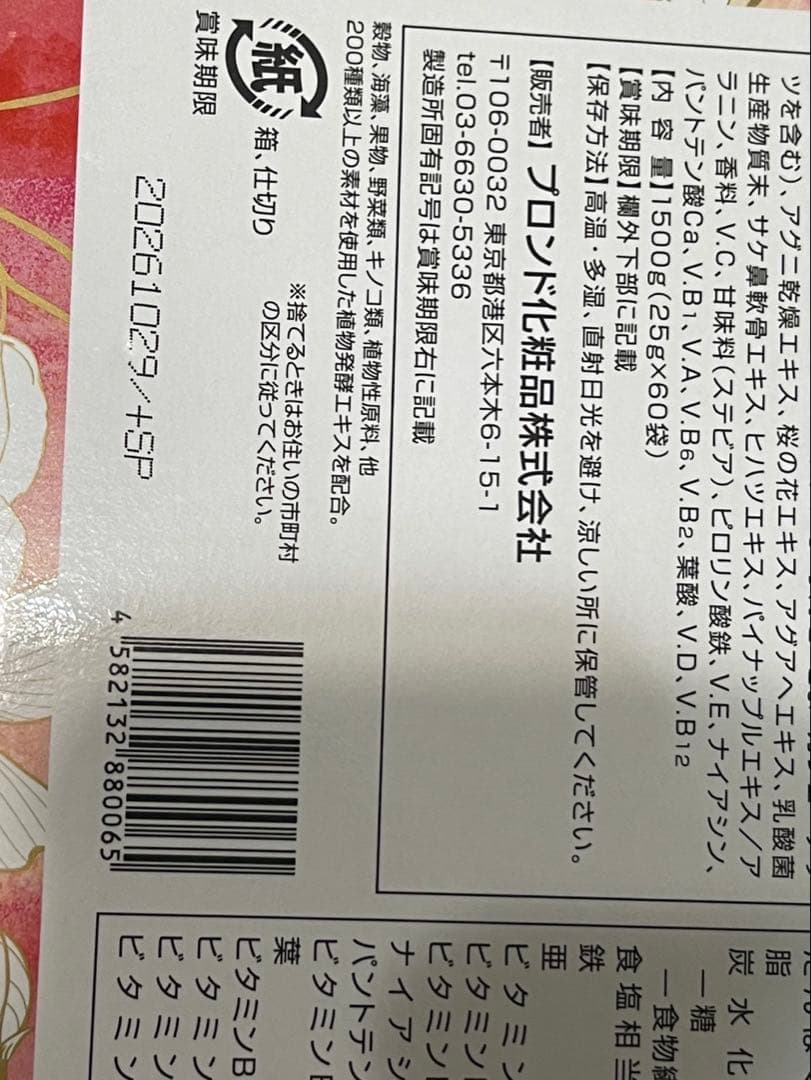 ツを含む)、アグニ乾燥エキス、桜の花エキス、アグアヘエキス、乳酸菌
生産物質末、サケ鼻軟骨エキス、ヒハツエキス、パイナップルエキス/ア
ラニン、香料、V.C、甘味料(ステビア)、ピロリン酸鉄、V.E、ナイアシン、
パントテン酸Ca、V.B1、V.A、V.B6、V.B2、葉酸、V.D、V.B12
【内 容 量】1500g(25g×60袋)
【賞味期限】欄外下部に記載
【保存方法】高温・多湿、直射日光を避け、涼しい所に保管してください。
【販売者】プロンド化粧品株式会社
〒106-0032 東京都港区六本木6-15-1
tel.03-6630-5336
製造所固有記号は賞味期限右に記載
穀物、海藻、果物、野菜類、キノコ類、植物性原料、他
200種類以上の素材を使用した植物発酵エキスを配合。
紙
箱、仕切り
※捨てるときはお住いの市町村
の区分に従ってください。
賞味期限
20261029/+SP
4 582132 880065
脂
炭 水 化
―糖
―食物繊
食塩相当
鉄
亜
ビ タ ミ ン
ビ タ ミ ン
ビ タ ミ ン
ナ イ ア シ
パントテン
ビ タ ミ ン
葉
ビタミンB
ビ タ ミ ン
ビ タ ミ ン
ビ タ ミ ン